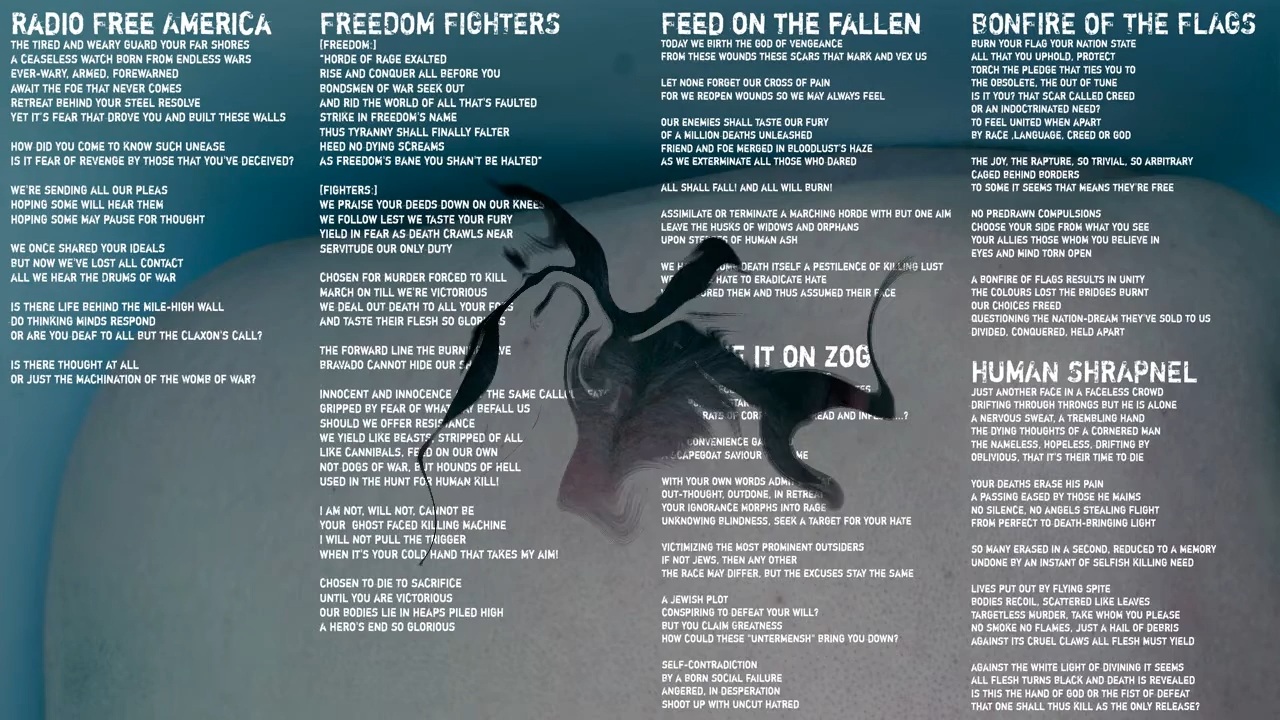 RADIO FREE AMERICA
THE TIRED AND WEARY GUARD YOUR FAR SHORES
A CEASELESS WATCH BORN FROM ENDLESS WARS
EVER-WARY, ARMED, FOREWARNED
AWAIT THE FOE THAT NEVER COMES
RETREAT BEHIND YOUR STEEL RESOLVE
YET IT'S FEAR THAT DROVE YOU AND BUILT THESE WALLS
HOW DID YOU COME TO KNOW SUCH UNEASE
IS IT FEAR OF REVENGE BY THOSE THAT YOU'VE DECEIVED?
WE'RE SENDING ALL OUR PLEAS
HOPING SOME WILL HEAR THEM
HOPING SOME MAY PAUSE FOR THOUGHT
WE ONCE SHARED YOUR IDEALS
BUT NOW WE'VE LOST ALL CONTACT
ALL WE HEAR THE DRUMS OF WAR
IS THERE LIFE BEHIND THE MILE-HIGH WALL
DO THINKING MINDS RESPOND
OR ARE YOU DEAF TO ALL BUT THE CLAXON'S CALL?
IS THERE THOUGHT AT ALL
OR JUST THE MACHINATION OF THE WOMB OF WAR?
FREEDOM FIGHTERS
[FREEDOM:]
"HORDE OF RAGE EXALTED
RISE AND CONQUER ALL BEFORE YOU
BONDSMEN OF WAR SEEK OUT
AND RID THE WORLD OF ALL THAT'S FAULTED
STRIKE IN FREEDOM'S NAME
THUS TYRANNY SHALL FINALLY FALTER
HEED NO DYING SCREAMS
AS FREEDOM'S BANE YOU SHAN'T BE HALTED"
[FIGHTERS:]
WE PRAISE YOUR DEEDS DOWN ON OUR KNEES
WE FOLLOW LEST WE TASTE YOUR FURY
YIELD IN FEAR AS DEATH CRAWLS NEAR
SERVITUDE OUR ONLY DUTY
CHOSEN FOR MURDER FORCED TO KILL
MARCH ON TILL WE'RE VICTORIOUS
WE DEAL OUT DEATH TO ALL YOUR FOES
AND TASTE THEIR FLESH SO GLORIOUS
THE FORWARD LINE THE
BRAVADO CANNOT HIDE OUR
INNOCENT AND INNOCENCE THE SAME
GRIPPED BY FEAR OF WHAT MAY BEFALL US
SHOULD WE OFFER RESISTANCE
WE YIELD LIKE BEASTS, STRIPPED OF ALL
LIKE CANNIBALS, FEED ON OUR OWN
NOT DOGS OF WAR, BUT HOUNDS OF HELL
USED IN THE HUNT FOR HUMAN KILL!
I AM NOT, WILL NOT, CANNOT BE
YOUR GHOST FACED KILLING MACHINE
I WILL NOT PULL THE TRIGGER
WHEN IT'S YOUR COLD HAND THAT TAKES MY AIM!
CHOSEN TO DIE TO SACRIFICE
UNTIL YOU ARE VICTORIOUS
OUR BODIES LIE IN HEAPS PILED HIGH
A HERO'S END SO GLORIOUS
FEED ON THE FALLEN
TODAY WE BIRTH THE GOD OF VENGEANCE
FROM THESE WOUNDS THESE SCARS THAT MARK AND VEX US
LET NONE FORGET OUR CROSS OF PAIN
FOR WE REOPEN WOUNDS SO WE MAY ALWAYS FEEL
OUR ENEMIES SHALL TASTE OUR FURY
OF A MILLION DEATHS UNLEASHED
FRIEND AND FOE MERGED IN BLOODLUST'S HAZE
AS WE EXTERMINATE ALL THOSE WHO DARED
ALL SHALL FALL! AND ALL WILL BURN!
ASSIMILATE OR TERMINATE A MARCHING HORDE WITH BUT ONE AIM
LEAVE THE HUSKS OF WIDOWS AND ORPHANS
UPON STEPPES OF HUMAN ASH
DEATH ITSELF A PESTILENCE OF KILLING LUST
HATE TO ERADICATE HATE
THEM AND THUS ASSUMED THEIR FACE
IT ON ZOG
AND
CONVENIENCE
SCAPEGOAT SAVIOUR
WITH YOUR OWN WORDS
OUT-THOUGHT, OUTDONE, IN RETREAT
YOUR IGNORANCE MORPHS INTO RAGE
UNKNOWING BLINDNESS, SEEK A TARGET FOR YOUR HATE
VICTIMIZING THE MOST PROMINENT OUTSIDERS
IF NOT JEWS, THEN ANY OTHER
THE RACE MAY DIFFER, BUT THE EXCUSES STAY THE SAME
A JEWISH PLOT
CONSPIRING TO DEFEAT YOUR WILL?
BUT YOU CLAIM GREATNESS
HOW COULD THESE "UNTERMENSH" BRING YOU DOWN?
SELF-CONTRADICTION
BY A BORN SOCIAL FAILURE
ANGERED, IN DESPERATION
SHOOT UP WITH UNCUT HATRED
BONFIRE OF THE FLAGS
BURN YOUR FLAG YOUR NATION STATE
ALL THAT YOU UPHOLD, PROTECT
TORCH THE PLEDGE THAT TIES YOU TO
THE OBSOLETE, THE OUT OF TUNE
IS IT YOU? THAT SCAR CALLED CREED
OR AN INDOCTRINATED NEED?
TO FEEL UNITED WHEN APART
BY RACE ,LANGUAGE, CREED OR GOD
THE JOY, THE RAPTURE, SO TRIVIAL, SO ARBITRARY
CAGED BEHIND BORDERS
TO SOME IT SEEMS THAT MEANS THEY'RE FREE
NO PREDRAWN COMPULSIONS
CHOOSE YOUR SIDE FROM WHAT YOU SEE
YOUR ALLIES THOSE WHOM YOU BELIEVE IN
EYES AND MIND TORN OPEN
A BONFIRE OF FLAGS RESULTS IN UNITY
THE COLOURS LOST THE BRIDGES BURNT
OUR CHOICES FREED
QUESTIONING THE NATION-DREAM THEY'VE SOLD TO US
DIVIDED, CONQUERED, HELD APART
HUMAN SHRAPNEL
JUST ANOTHER FACE IN A FACELESS CROWD
DRIFTING THROUGH THRONGS BUT HE IS ALONE
A NERVOUS SWEAT, A TREMBLING HAND
THE DYING THOUGHTS OF A CORNERED MAN
THE NAMELESS, HOPELESS, DRIFTING BY
OBLIVIOUS, THAT IT'S THEIR TIME TO DIE
YOUR DEATHS ERASE HIS PAIN
A PASSING EASED BY THOSE HE MAIMS
NO SILENCE, NO ANGELS STEALING FLIGHT
FROM PERFECT TO DEATH-BRINGING LIGHT
SO MANY ERASED IN A SECOND, REDUCED TO A MEMORY
UNDONE BY AN INSTANT OF SELFISH KILLING NEED
LIVES PUT OUT BY FLYING SPITE
BODIES RECOIL, SCATTERED LIKE LEAVES
TARGETLESS MURDER, TAKE WHOM YOU PLEASE
NO SMOKE NO FLAMES, JUST A HAIL OF DEBRIS
AGAINST ITS CRUEL CLAWS ALL FLESH MUST YIELD
AGAINST THE WHITE LIGHT OF DIVINING IT SEEMS
ALL FLESH TURNS BLACK AND DEATH IS REVEALED
IS THIS THE HAND OF GOD OR THE FIST OF DEFEAT
THAT ONE SHALL THUS KILL AS THE ONLY RELEASE?